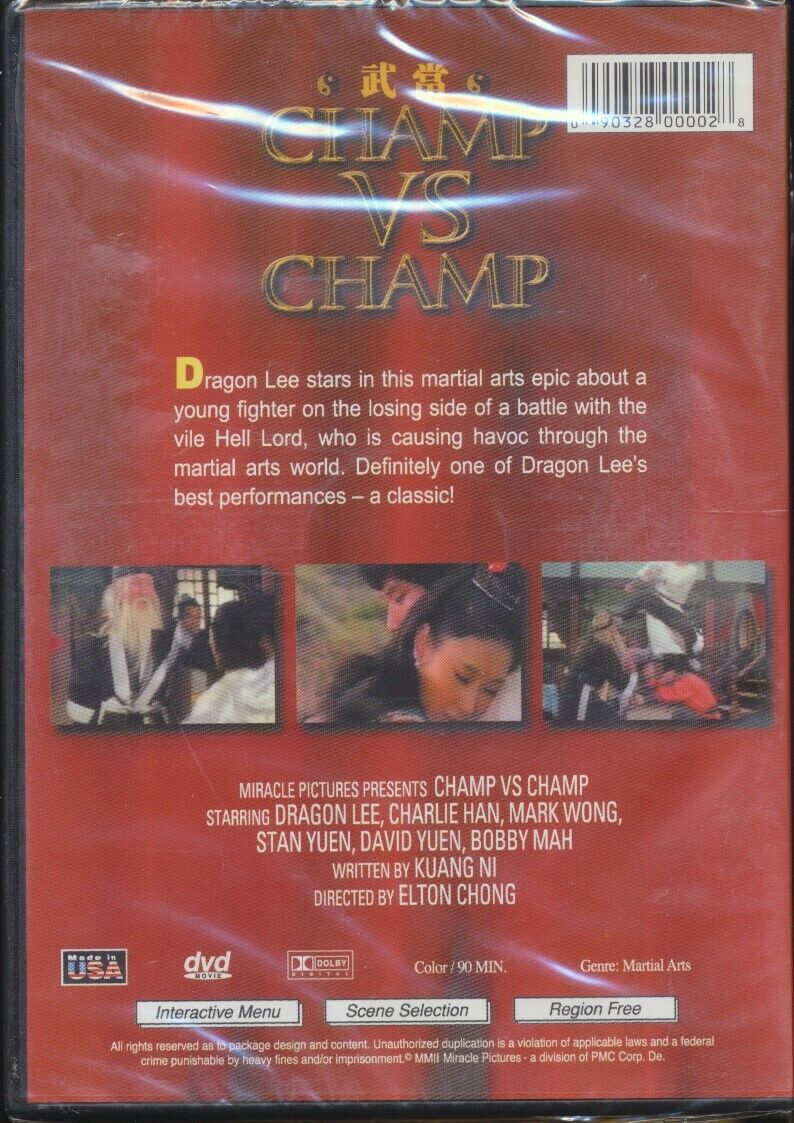 武當
CHAMP
VS
CHAMP
0 90328 00002 8
Dragon Lee stars in this martial arts epic about a
young fighter on the losing side of a battle with the
vile Hell Lord, who is causing havoc through the
martial arts world. Definitely one of Dragon Lee's
best performances – a classic!
MIRACLE PICTURES PRESENTS CHAMP VS CHAMP
STARRING DRAGON LEE, CHARLIE HAN, MARK WONG,
STAN YUEN, DAVID YUEN, BOBBY MAH
WRITTEN BY KUANG NI
DIRECTED BY ELTON CHONG
Made in
USA
DVD
MOVIE
DOLBY
DIGITAL
Color / 90 MIN.
Genre: Martial Arts
Interactive Menu
Scene Selection
Region Free
All rights reserved as to package design and content. Unauthorized duplication is a violation of applicable laws and a federal
crime punishable by heavy fines and/or imprisonment.© MMII Miracle Pictures - a division of PMC Corp. De.